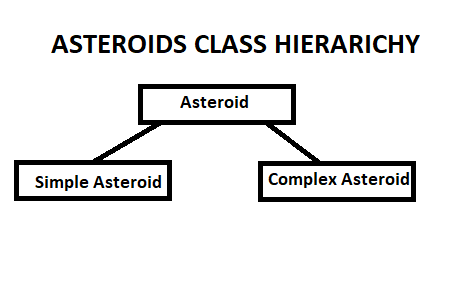 ASTEROIDS CLASS HIERARICHY
Asteroid
Simple Asteroid
Complex Asteroid